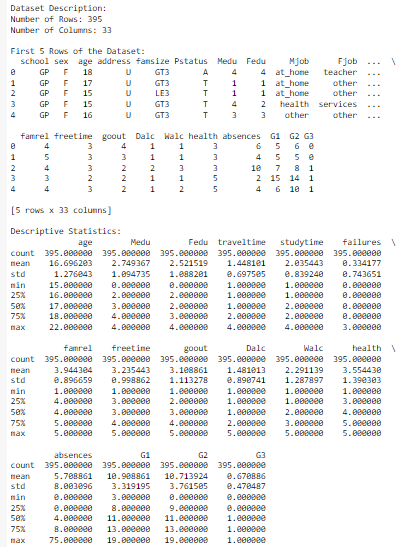 Dataset Description:
Number of Rows: 395
Number of Columns: 33
First 5 Rows of the Dataset:
school sex age address famsize Pstatus Medu Fedu Mjob Fjob ... \
0 GP F 18 U GT3 A 4 4 at_home teacher ...
1 GP F 17 U GT3 T 1 1 at_home other ...
2 GP F 15 U LE3 T 1 1 at_home other ...
3 GP F 15 U GT3 T 4 2 health services ...
4 GP F 16 U GT3 T 3 3 other other ...
famrel freetime goout Dalc Walc health absences G1 G2 G3
0 4 3 4 1 1 3 6 5 6 0
1 5 3 3 1 1 3 4 5 5 0
2 4 3 2 2 3 3 10 7 8 1
3 3 2 2 1 1 5 2 15 14 1
4 4 3 2 1 2 5 4 6 10 1
[5 rows x 33 columns]
Descriptive Statistics:
age Medu Fedu traveltime studytime failures \
count 395.000000 395.000000 395.000000 395.000000 395.000000 395.000000
mean 16.696203 2.749367 2.521519 1.448101 2.035443 0.334177
std 1.276043 1.094735 1.088201 0.697505 0.839240 0.743651
min 15.000000 0.000000 0.000000 1.000000 1.000000 0.000000
25% 16.000000 2.000000 2.000000 1.000000 1.000000 0.000000
50% 17.000000 3.000000 2.000000 1.000000 2.000000 0.000000
75% 18.000000 4.000000 3.000000 2.000000 2.000000 0.000000
max 22.000000 4.000000 4.000000 4.000000 4.000000 3.000000
famrel freetime goout Dalc Walc health \
count 395.000000 395.000000 395.000000 395.000000 395.000000 395.000000
mean 3.944304 3.235443 3.108861 1.481013 2.291139 3.554430
std 0.896659 0.998862 1.113278 0.890741 1.287897 1.390303
min 1.000000 1.000000 1.000000 1.000000 1.000000 1.000000
25% 4.000000 3.000000 2.000000 1.000000 1.000000 3.000000
50% 4.000000 3.000000 3.000000 1.000000 2.000000 4.000000
75% 5.000000 4.000000 4.000000 2.000000 3.000000 5.000000
max 5.000000 5.000000 5.000000 5.000000 5.000000 5.000000
absences G1 G2 G3
count 395.000000 395.000000 395.000000 395.000000
mean 5.708861 10.908861 10.713924 0.670886
std 8.003096 3.319195 3.761505 0.470487
min 0.000000 3.000000 0.000000 0.000000
25% 0.000000 8.000000 9.000000 0.000000
50% 4.000000 11.000000 11.000000 1.000000
75% 8.000000 13.000000 13.000000 1.000000
max 75.000000 19.000000 19.000000 1.000000